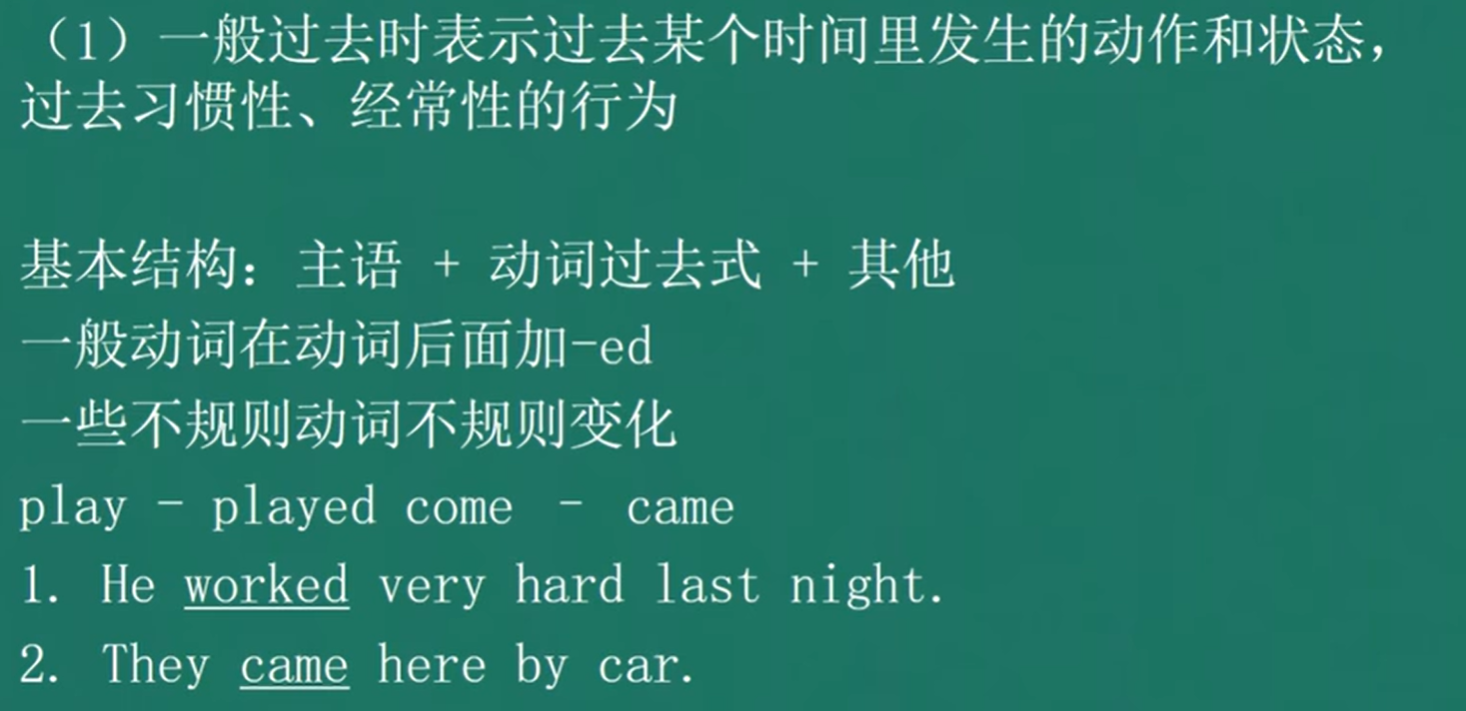 （1）一般过去时表示过去某个时间里发生的动作和状态，
过去习惯性、经常性的行为
基本结构：主语 + 动词过去式 + 其他
一般动词在动词后面加-ed
一些不规则动词不规则变化
play - played come - came
1. He worked very hard last night.
2. They came here by car.